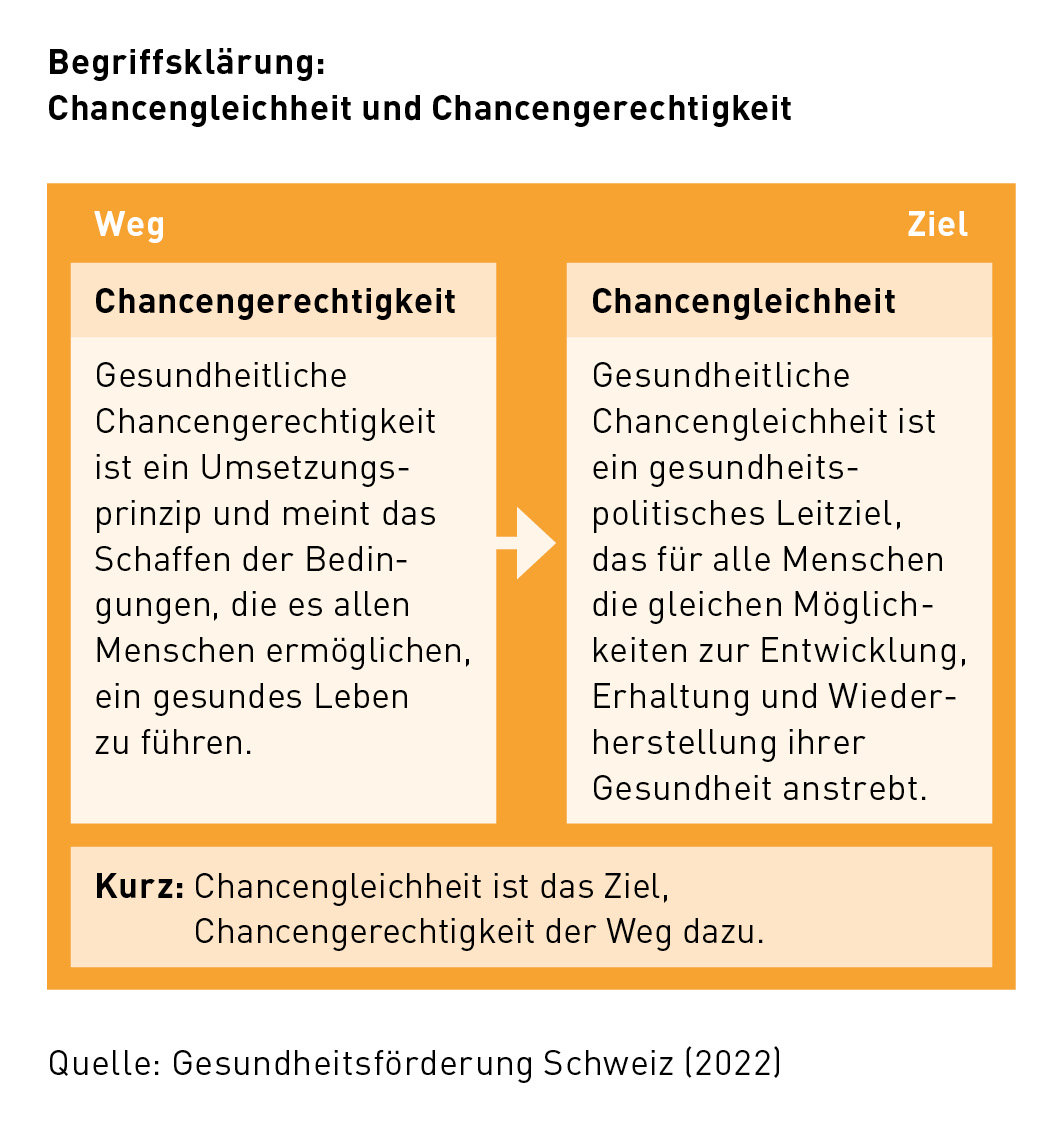 Begriffsklärung:
Chancengleichheit und Chancengerechtigkeit
Weg
Ziel
Chancengerechtigkeit
Gesundheitliche
Chancengerechtigkeit
ist ein Umsetzungs-
prinzip und meint das
Schaffen der Bedin-
gungen, die es allen
Menschen ermöglichen,
ein gesundes Leben
zu führen.
Chancengleichheit
Gesundheitliche
Chancengleichheit ist
ein gesundheits-
politisches Leitziel,
das für alle Menschen
die gleichen Möglich-
keiten zur Entwicklung,
Erhaltung und Wieder-
herstellung ihrer
Gesundheit anstrebt.
Kurz: Chancengleichheit ist das Ziel,
Chancengerechtigkeit der Weg dazu.
Quelle: Gesundheitsförderung Schweiz (2022)